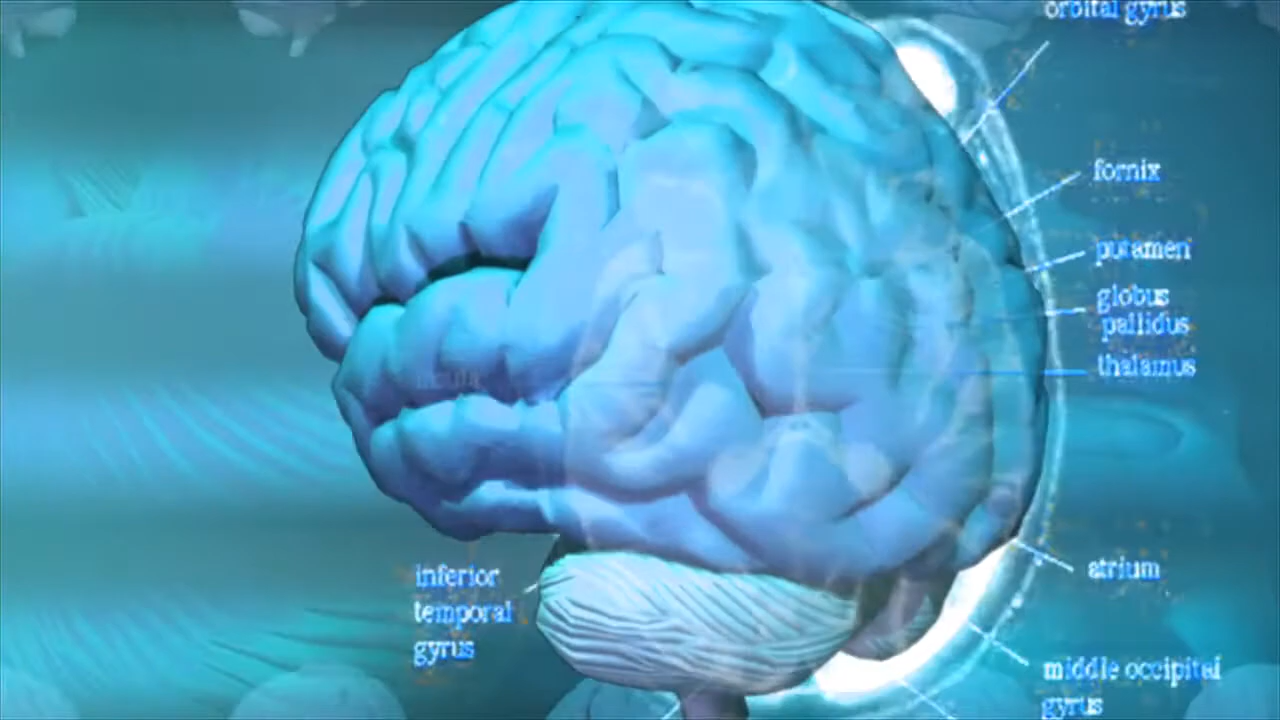 orbital gyrus
fornix
putamen
globus
pallidus
thalamus
inferior
temporal
gyrus
atrium
middle occipital
gyrus